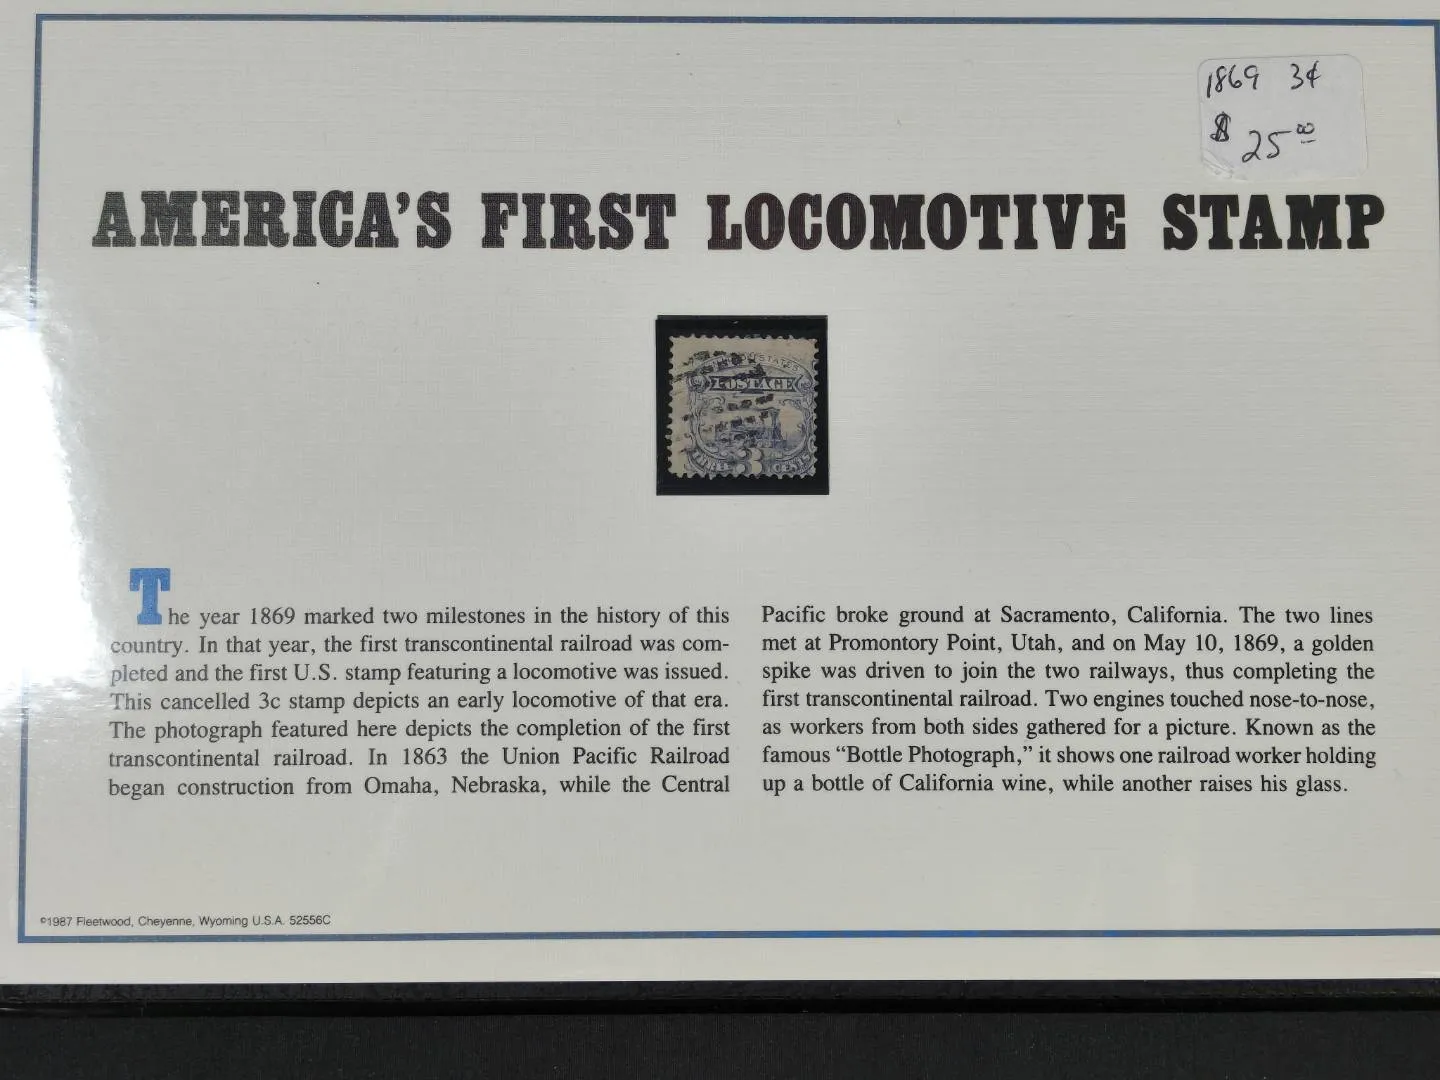 1869 3¢
$ 25.00
AMERICA'S FIRST LOCOMOTIVE STAMP
UNITED STATES
POSTAGE
THREE 3 CENTS
The year 1869 marked two milestones in the history of this
country. In that year, the first transcontinental railroad was com-
pleted and the first U.S. stamp featuring a locomotive was issued.
This cancelled 3c stamp depicts an early locomotive of that era.
The photograph featured here depicts the completion of the first
transcontinental railroad. In 1863 the Union Pacific Railroad
began construction from Omaha, Nebraska, while the Central
Pacific broke ground at Sacramento, California. The two lines
met at Promontory Point, Utah, and on May 10, 1869, a golden
spike was driven to join the two railways, thus completing the
first transcontinental railroad. Two engines touched nose-to-nose,
as workers from both sides gathered for a picture. Known as the
famous “Bottle Photograph,” it shows one railroad worker holding
up a bottle of California wine, while another raises his glass.
©1987 Fleetwood, Cheyenne, Wyoming U.S.A. 52556C